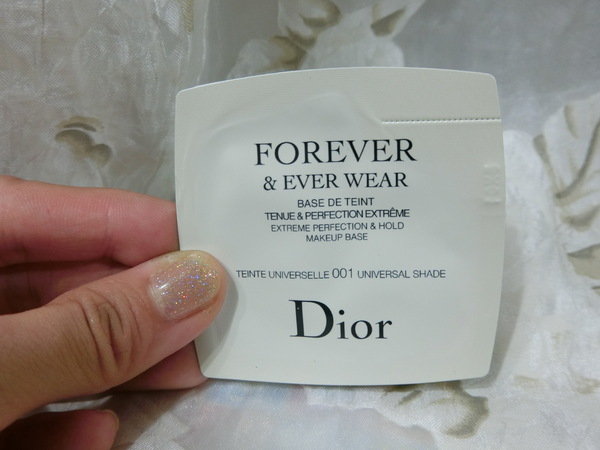 FOREVER
& EVER WEAR
BASE DE TEINT
TENUE & PERFECTION EXTRÊME
EXTREME PERFECTION & HOLD
MAKEUP BASE
TEINTE UNIVERSELLE 001 UNIVERSAL SHADE
Dior